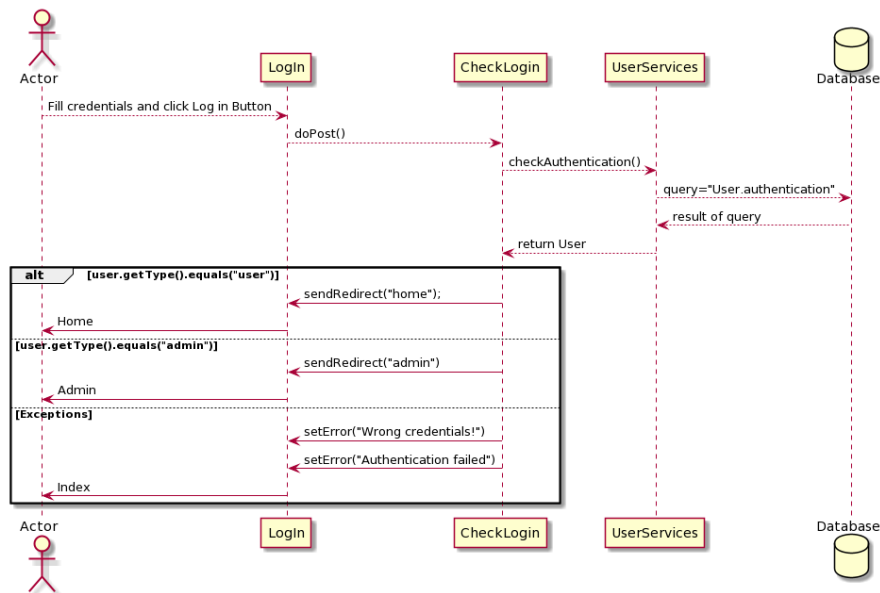 Actor
LogIn
CheckLogin
UserServices
Database
Fill credentials and click Log in Button
doPost()
checkAuthentication()
query="User.authentication"
result of query
return User
alt [user.getType().equals("user")]
sendRedirect("home");
Home
[user.getType().equals("admin")]
sendRedirect("admin")
Admin
[Exceptions]
setError("Wrong credentials!")
setError("Authentication failed")
Index
Actor
LogIn
CheckLogin
UserServices
Database